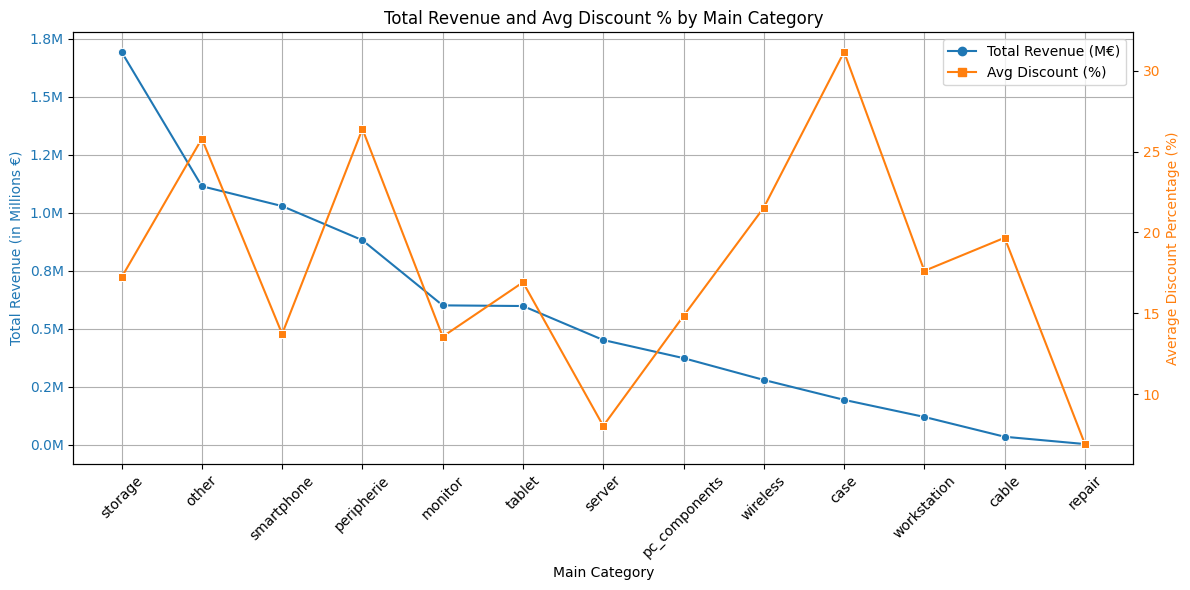 Total Revenue and Avg Discount % by Main Category
Total Revenue (M€)
Avg Discount (%)
Total Revenue (in Millions €)
1.8M
1.5M
1.2M
1.0M
0.8M
0.5M
0.2M
0.0M
Average Discount Percentage (%)
30
25
20
15
10
storage
other
smartphone
peripherie
monitor
tablet
server
pc_components
wireless
case
workstation
cable
repair
Main Category